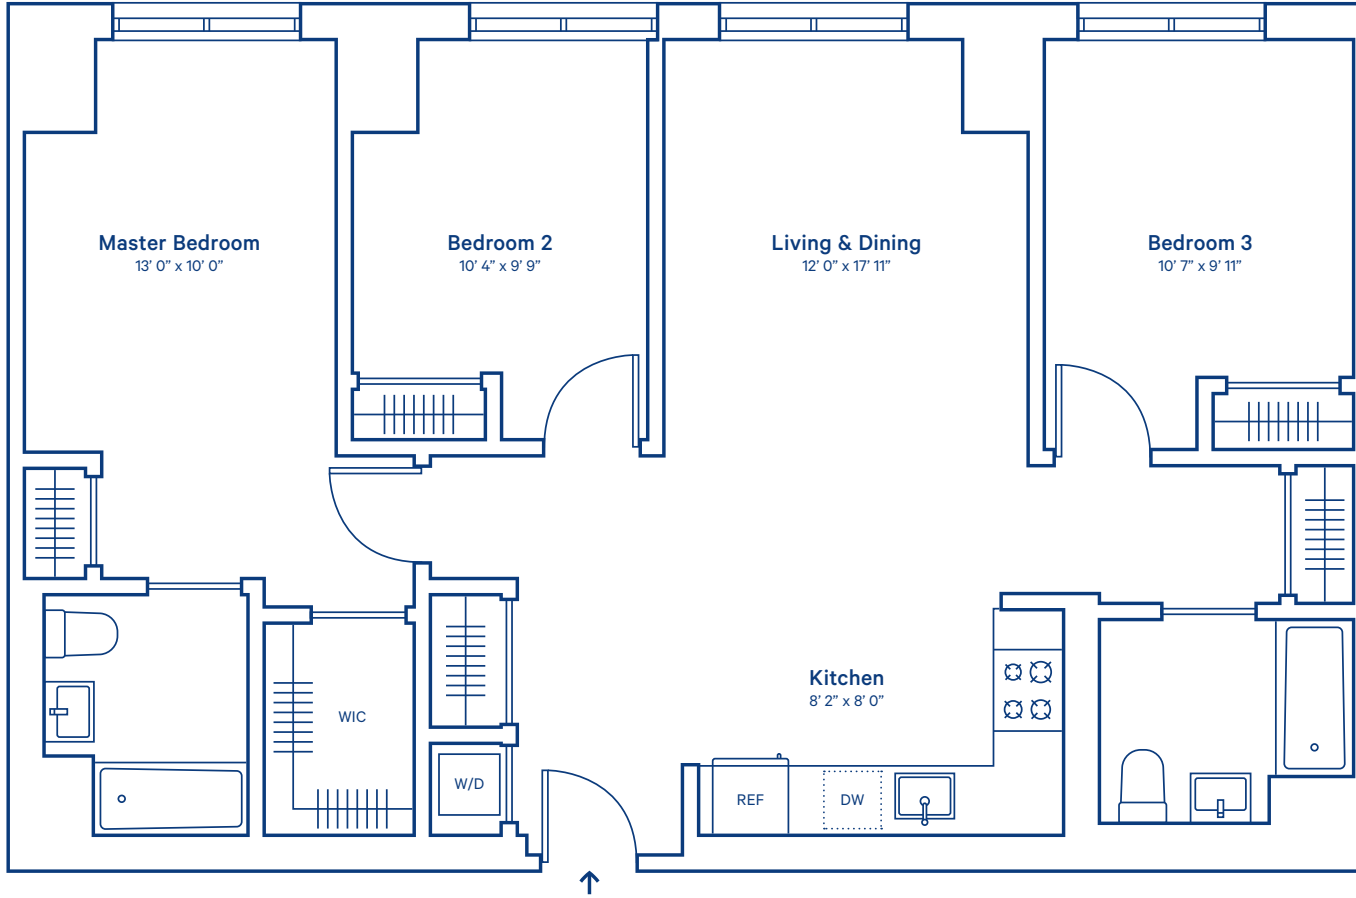 Master Bedroom
13’ 0” x 10’ 0”
Bedroom 2
10’ 4” x 9’ 9”
Living & Dining
12’ 0” x 17’ 11”
Bedroom 3
10’ 7” x 9’ 11”
Kitchen
8’ 2” x 8’ 0”
WIC
W/D
REF
DW